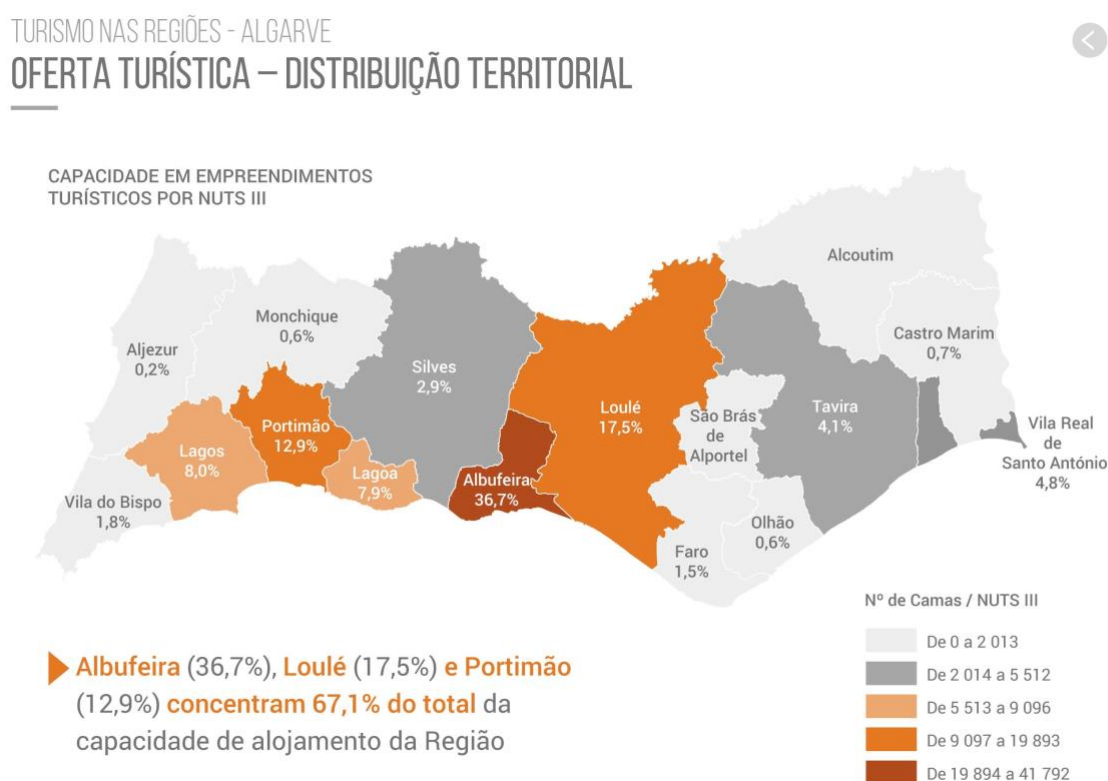 TURISMO NAS REGIÕES - ALGARVE
OFERTA TURÍSTICA – DISTRIBUIÇÃO TERRITORIAL
CAPACIDADE EM EMPREENDIMENTOS
TURÍSTICOS POR NUTS III
Alcoutim
Monchique
0,6%
Castro Marim
0,7%
Aljezur
0,2%
Silves
2,9%
Loulé
17,5%
Tavira
4,1%
São Brás
de
Alportel
Portimão
12,9%
Vila Real
de
Santo António
4,8%
Lagos
8,0%
Lagoa
7,9%
Albufeira
36,7%
Vila do Bispo
1,8%
Olhão
0,6%
Faro
1,5%
Nº de Camas / NUTS III
De 0 a 2 013
De 2 014 a 5 512
De 5 513 a 9 096
De 9 097 a 19 893
De 19 894 a 41 792
Albufeira (36,7%), Loulé (17,5%) e Portimão
(12,9%) concentram 67,1% do total da
capacidade de alojamento da Região